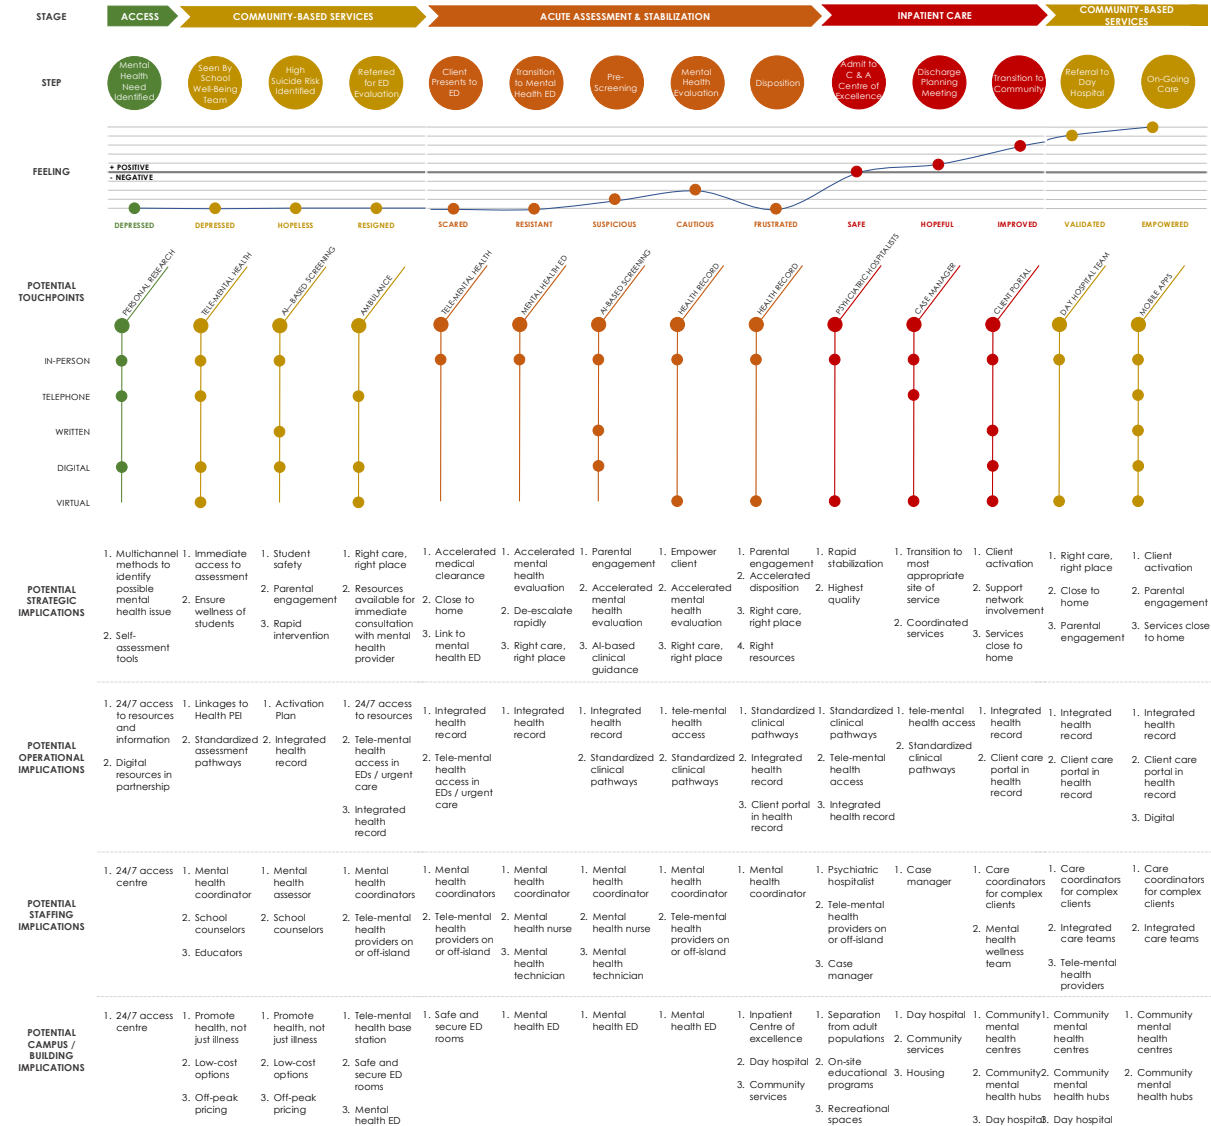 STAGE
ACCESS
COMMUNITY-BASED SERVICES
ACUTE ASSESSMENT & STABILIZATION
INPATIENT CARE
COMMUNITY-BASED
SERVICES
STEP
Mental
Health
Need
Identified
Seen By
School
Well-Being
Team
High
Suicide Risk
Identified
Referred
for ED
Evaluation
Client
Presents to
ED
Transition
to Mental
Health ED
Pre-
Screening
Mental
Health
Evaluation
Disposition
Admit to
C & A
Centre of
Excellence
Discharge
Planning
Meeting
Transition to
Community
Referral to
Day
Hospital
On-Going
Care
FEELING
+ POSITIVE
- NEGATIVE
DEPRESSED
DEPRESSED
HOPELESS
RESIGNED
SCARED
RESISTANT
SUSPICIOUS
CAUTIOUS
FRUSTRATED
SAFE
HOPEFUL
IMPROVED
VALIDATED
EMPOWERED
POTENTIAL
TOUCHPOINTS
PERSONAL RESEARCH
TELE-MENTAL HEALTH
AI—BASED SCREENING
AMBULANCE
TELE-MENTAL HEALTH
MENTAL HEALTH ED
AI-BASED SCREENING
HEALTH RECORD
HEALTH RECORD
PSYHCIATRIC HOSPITALISTS
CASE MANAGER
CLIENT PORTAL
DAY HOSPITAL TEAM
MOBILE APPS
IN-PERSON
TELEPHONE
WRITTEN
DIGITAL
VIRTUAL
POTENTIAL
STRATEGIC
IMPLICATIONS
1. Multichannel
methods to
identify
possible
mental
health issue
2. Self-
assessment
tools
1. Immediate
access to
assessment
2. Ensure
wellness of
students
1. Student
safety
2. Parental
engagement
3. Rapid
intervention
1. Right care,
right place
2. Resources
available for
immediate
consultation
with mental
health
provider
1. Accelerated
medical
clearance
2. Close to
home
3. Link to
mental
health ED
1. Accelerated
mental
health
evaluation
2. De-escalate
rapidly
3. Right care,
right place
1. Parental
engagement
2. Accelerated
mental
health
evaluation
3. AI-based
clinical
guidance
1. Empower
client
2. Accelerated
mental
health
evaluation
3. Right care,
right place
1. Parental
engagement
2. Accelerated
disposition
3. Right care,
right place
4. Right
resources
1. Rapid
stabilization
2. Highest
quality
1. Transition to
most
appropriate
site of
service
2. Coordinated
services
1. Client
activation
2. Support
network
involvement
3. Services
close to
home
1. Right care,
right place
2. Close to
home
3. Parental
engagement
1. Client
activation
2. Parental
engagement
3. Services close
to home
POTENTIAL
OPERATIONAL
IMPLICATIONS
1. 24/7 access
to resources
and
information
2. Digital
resources in
partnership
1. Linkages to
Health PEI
2. Standardized
assessment
pathways
1. Activation
Plan
2. Integrated
health
record
1. 24/7 access
to resources
2. Tele-mental
health
access in
EDs / urgent
care
3. Integrated
health
record
1. Integrated
health
record
2. Tele-mental
health
access in
EDs / urgent
care
1. Integrated
health
record
1. Integrated
health
record
2. Standardized
clinical
pathways
1. tele-mental
health
access
2. Standardized
clinical
pathways
1. Standardized
clinical
pathways
2. Integrated
health
record
3. Client portal
in health
record
1. Standardized
clinical
pathways
2. Tele-mental
health
access
3. Integrated
health record
1. tele-mental
health access
2. Standardized
clinical
pathways
1. Integrated
health
record
2. Client care
portal in
health
record
1. Integrated
health
record
2. Client care
portal in
health
record
1. Integrated
health
record
2. Client care
portal in
health
record
3. Digital
POTENTIAL
STAFFING
IMPLICATIONS
1. 24/7 access
centre
1. Mental
health
coordinator
2. School
counselors
3. Educators
1. Mental
health
assessor
2. School
counselors
1. Mental
health
coordinators
2. Tele-mental
health
providers on
or off-island
1. Mental
health
coordinators
2. Tele-mental
health
providers on
or off-island
1. Mental
health
coordinator
2. Mental
health nurse
3. Mental
health
technician
1. Mental
health
coordinator
2. Mental
health nurse
3. Mental
health
technician
1. Mental
health
coordinator
2. Tele-mental
health
providers on
or off-island
1. Mental
health
coordinator
1. Psychiatric
hospitalist
2. Tele-mental
health
providers on
or off-island
3. Case
manager
1. Case
manager
1. Care
coordinators
for complex
clients
2. Mental
health
wellness
team
1. Care
coordinators
for complex
clients
2. Integrated
care teams
3. Tele-mental
health
providers
1. Care
coordinators
for complex
clients
2. Integrated
care teams
POTENTIAL
CAMPUS /
BUILDING
IMPLICATIONS
1. 24/7 access
centre
1. Promote
health, not
just illness
2. Low-cost
options
3. Off-peak
pricing
1. Promote
health, not
just illness
2. Low-cost
options
3. Off-peak
pricing
1. Tele-mental
health base
station
2. Safe and
secure ED
rooms
3. Mental
health ED
1. Safe and
secure ED
rooms
1. Mental
health ED
1. Mental
health ED
1. Mental
health ED
1. Inpatient
Centre of
excellence
2. Day hospital
3. Community
services
1. Separation
from adult
populations
2. On-site
educational
programs
3. Recreational
spaces
1. Day hospital
2. Community
services
3. Housing
1. Community
mental
health
centres
2. Community
mental
health hubs
3. Day hospital
1. Community
mental
health
centres
2. Community
mental
health hubs
3. Day hospital
1. Community
mental
health
centres
2. Community
mental
health hubs